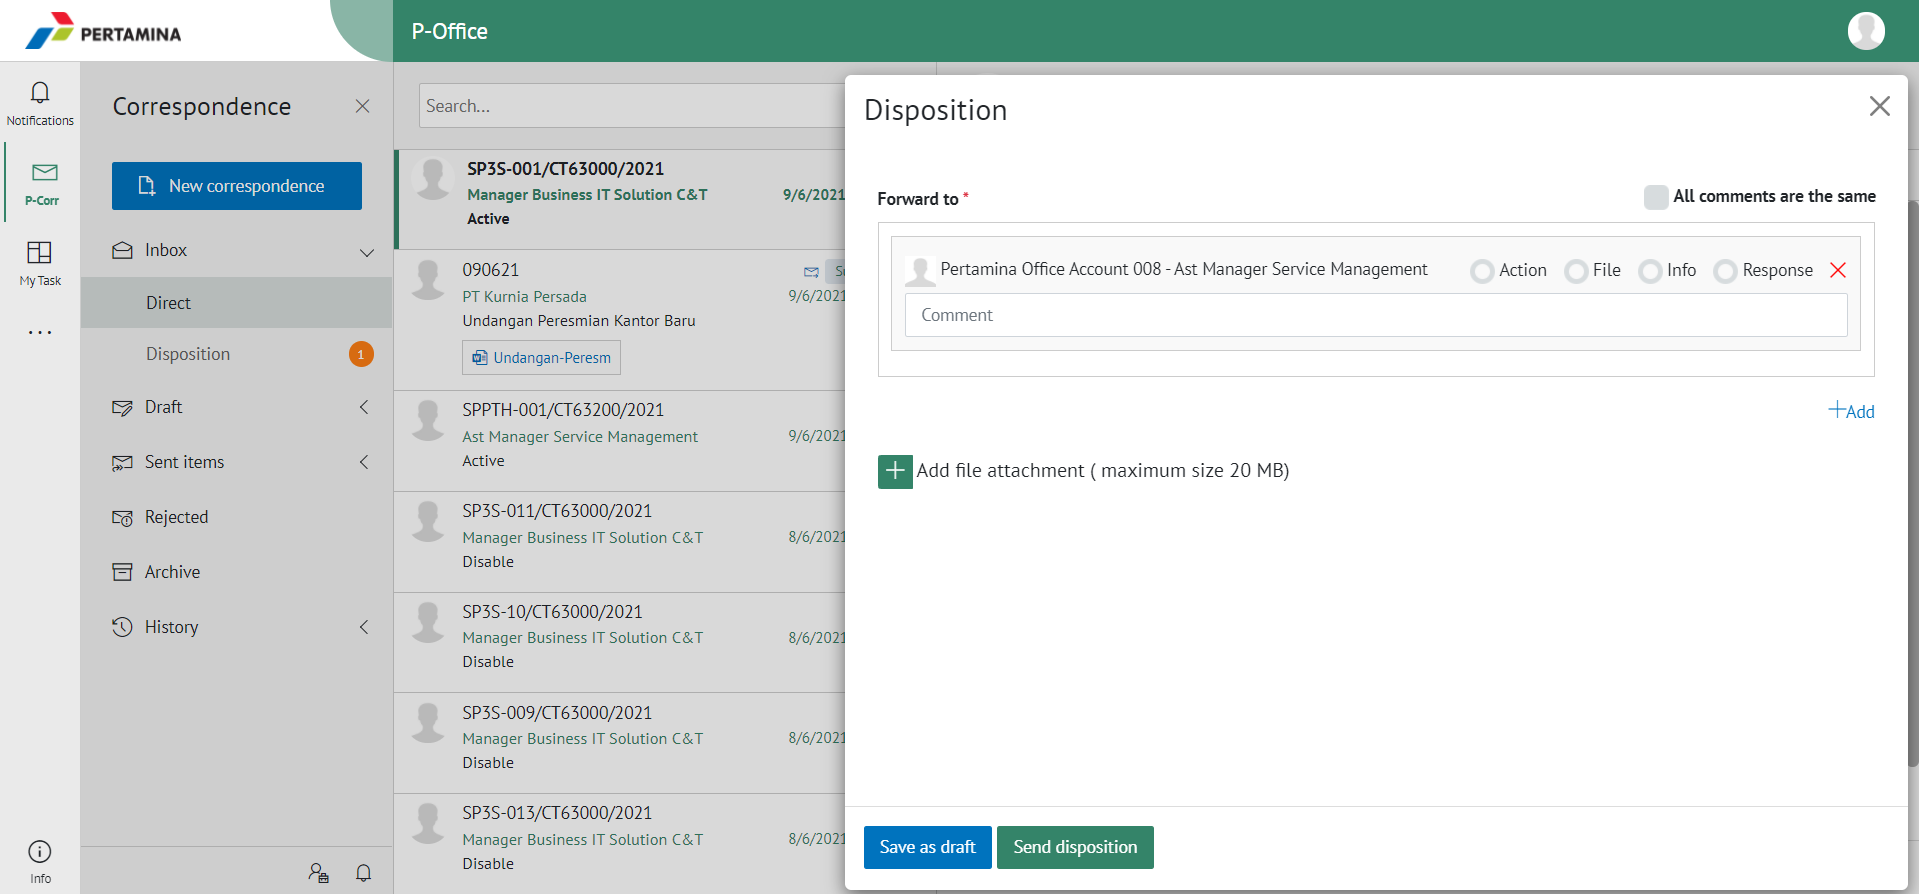 PERTAMINA
P-Office
Notifications
P-Corr
My Task
Info
Correspondence
New correspondence
Inbox
Direct
Disposition 1
Draft
Sent items
Rejected
Archive
History
Search...
SP3S-001/CT63000/2021
Manager Business IT Solution C&T 9/6/2021
Active
090621
PT Kurnia Persada 9/6/2021
Undangan Peresmian Kantor Baru
Undangan-Peresm
SPPTH-001/CT63200/2021
Ast Manager Service Management 9/6/2021
Active
SP3S-011/CT63000/2021
Manager Business IT Solution C&T 8/6/2021
Disable
SP3S-10/CT63000/2021
Manager Business IT Solution C&T 8/6/2021
Disable
SP3S-009/CT63000/2021
Manager Business IT Solution C&T 8/6/2021
Disable
SP3S-013/CT63000/2021
Manager Business IT Solution C&T 8/6/2021
Disable
Disposition
Forward to * All comments are the same
Pertamina Office Account 008 - Ast Manager Service Management Action File Info Response
Comment
Add
Add file attachment ( maximum size 20 MB)
Save as draft Send disposition